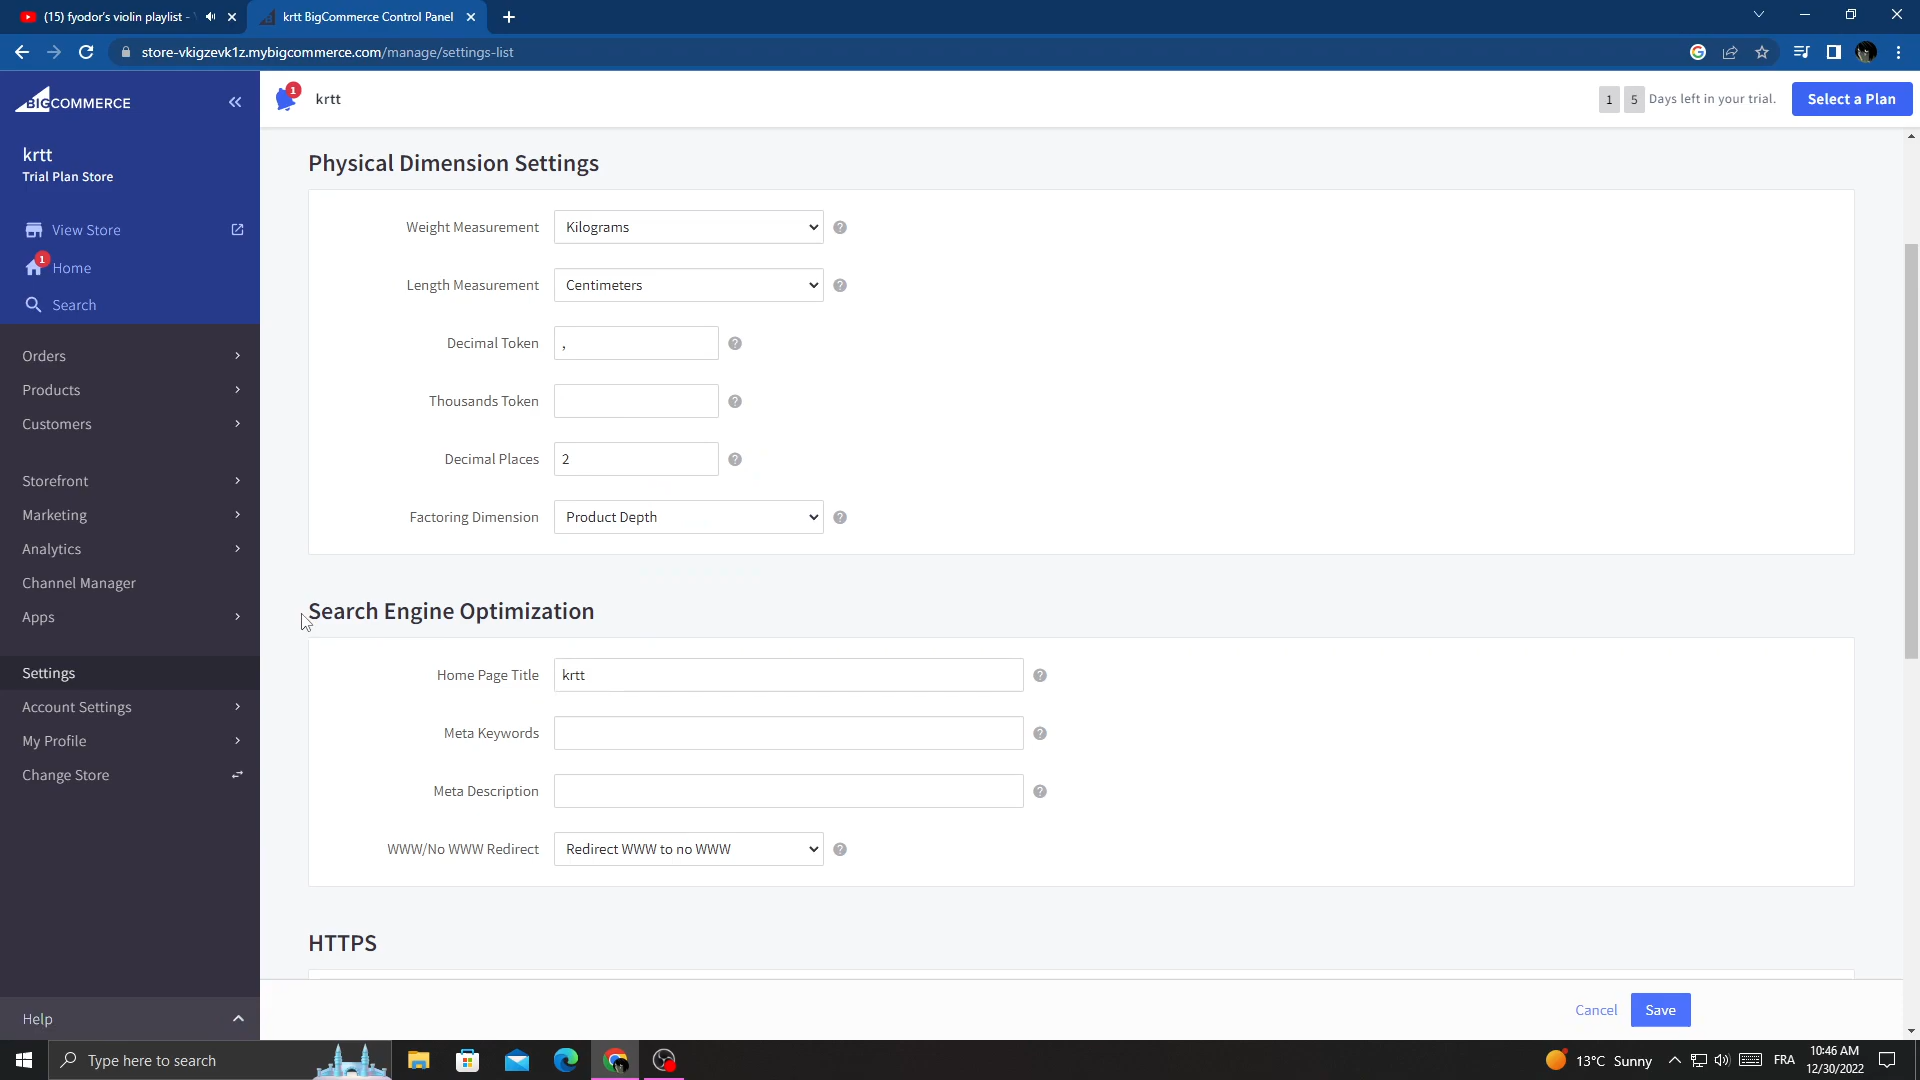 (15) fyodor's violin playlist -
krtt BigCommerce Control Panel
store-vkigzevk1z.mybigcommerce.com/manage/settings-list
BIGCOMMERCE
1
krtt
1 5 Days left in your trial.
Select a Plan
krtt
Trial Plan Store
View Store
1
Home
Search
Orders
Products
Customers
Storefront
Marketing
Analytics
Channel Manager
Apps
Settings
Account Settings
My Profile
Change Store
Help
Physical Dimension Settings
Weight Measurement Kilograms ?
Length Measurement Centimeters ?
Decimal Token , ?
Thousands Token ?
Decimal Places 2 ?
Factoring Dimension Product Depth ?
Search Engine Optimization
Home Page Title krtt ?
Meta Keywords ?
Meta Description ?
WWW/No WWW Redirect Redirect WWW to no WWW ?
HTTPS
Cancel Save
Type here to search
13°C Sunny
FRA
10:46 AM
12/30/2022